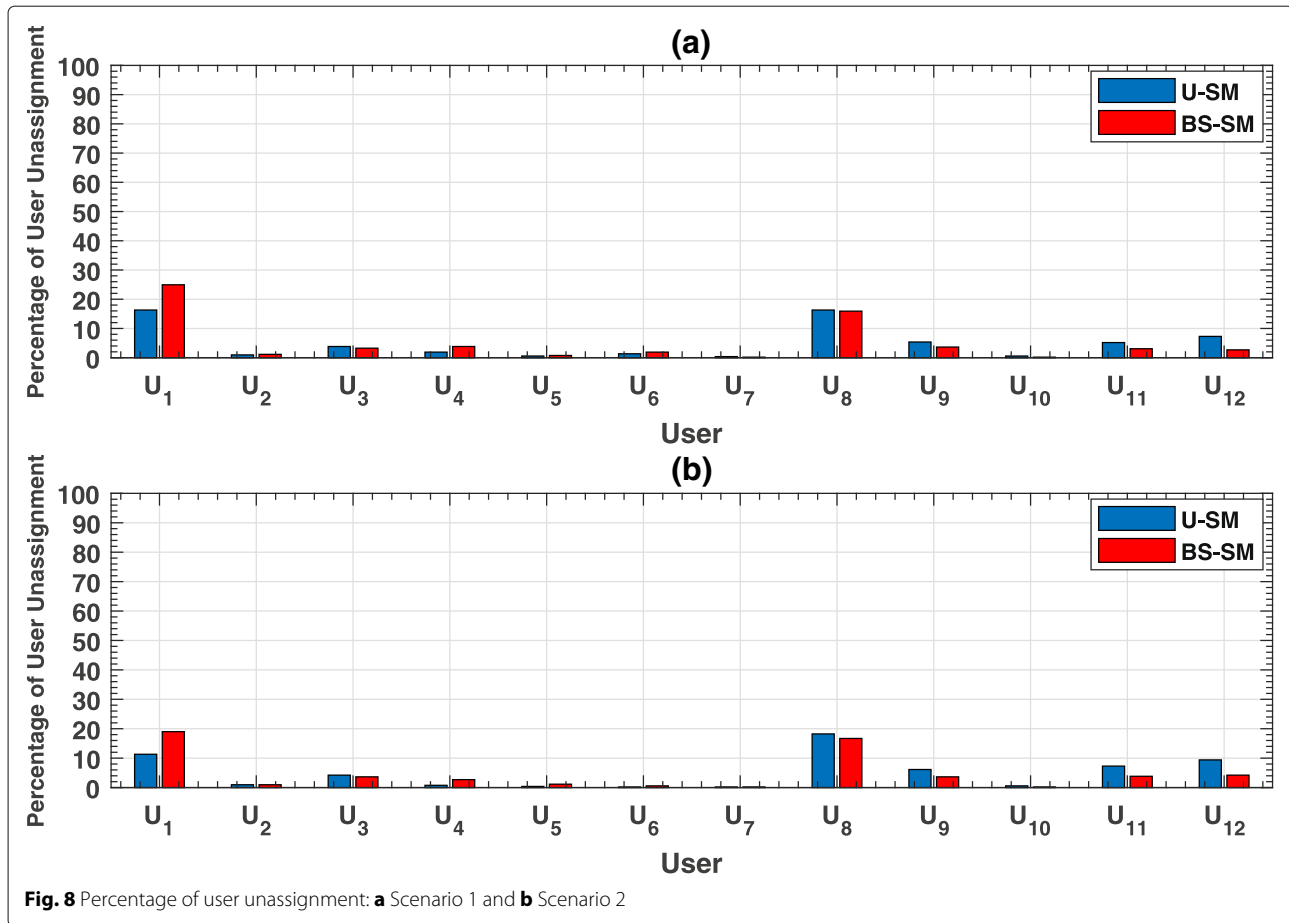 (a)
Percentage of User Unassignment
100
90
80
70
60
50
40
30
20
10
0
U-SM
BS-SM
U1 U2 U3 U4 U5 U6 U7 U8 U9 U10 U11 U12
User
(b)
Percentage of User Unassignment
100
90
80
70
60
50
40
30
20
10
0
U-SM
BS-SM
U1 U2 U3 U4 U5 U6 U7 U8 U9 U10 U11 U12
User
Fig. 8 Percentage of user unassignment: a Scenario 1 and b Scenario 2